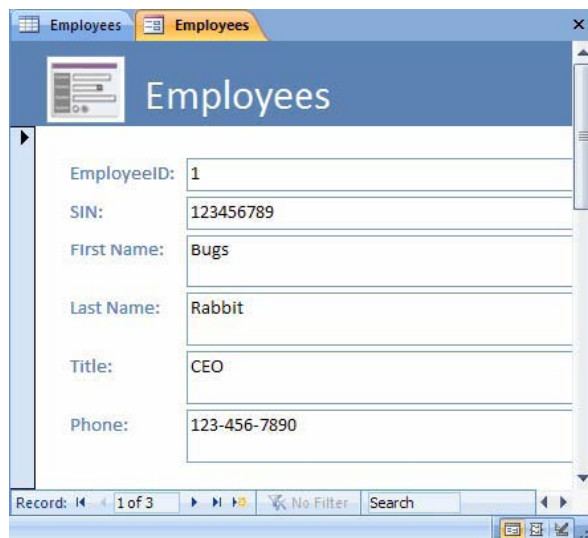 Employees Employees
Employees
EmployeeID: 1
SIN: 123456789
FIrst Name: Bugs
Last Name: Rabbit
Title: CEO
Phone: 123-456-7890
Record: 1 of 3 No Filter Search